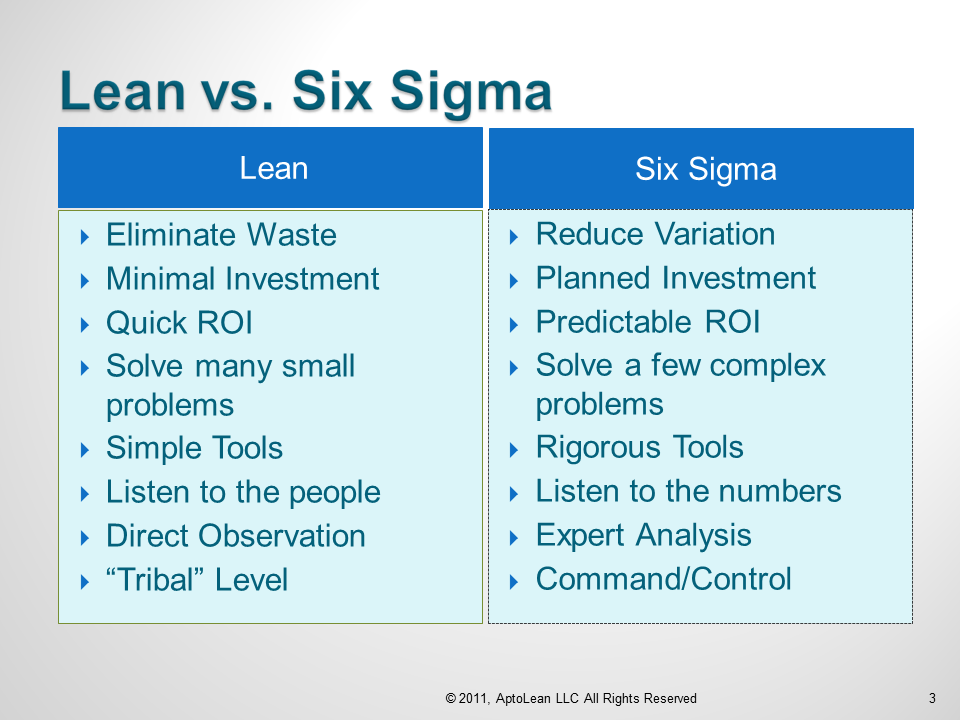 Lean vs. Six Sigma
Lean
Eliminate Waste
Minimal Investment
Quick ROI
Solve many small
problems
Simple Tools
Listen to the people
Direct Observation
“Tribal” Level
Six Sigma
Reduce Variation
Planned Investment
Predictable ROI
Solve a few complex
problems
Rigorous Tools
Listen to the numbers
Expert Analysis
Command/Control
© 2011, AptoLean LLC All Rights Reserved
3